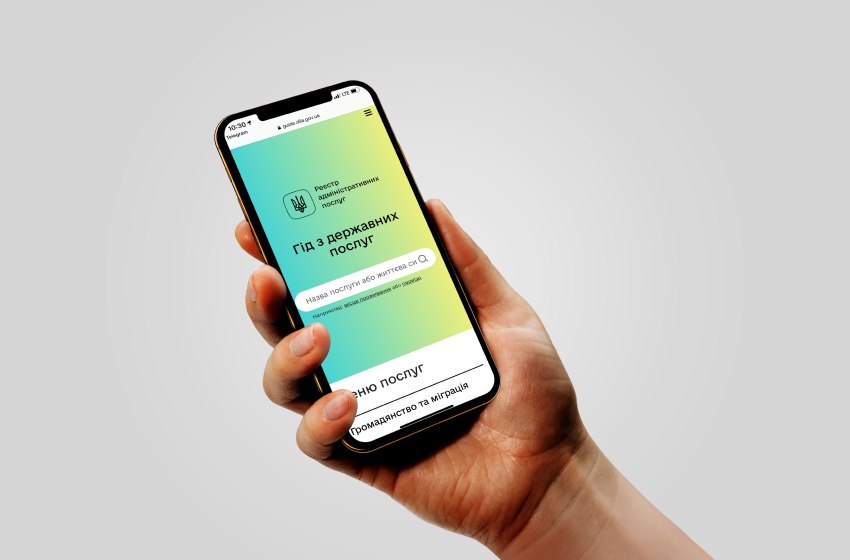 10:30
LTE
Telegram
guide.diia.gov.ua
Реєстр
адміністративних
послуг
Гід з державних
послуг
Назва послуги або життєва си
Наприклад: місце проживання або
еню послуг
Громадянство та міграція